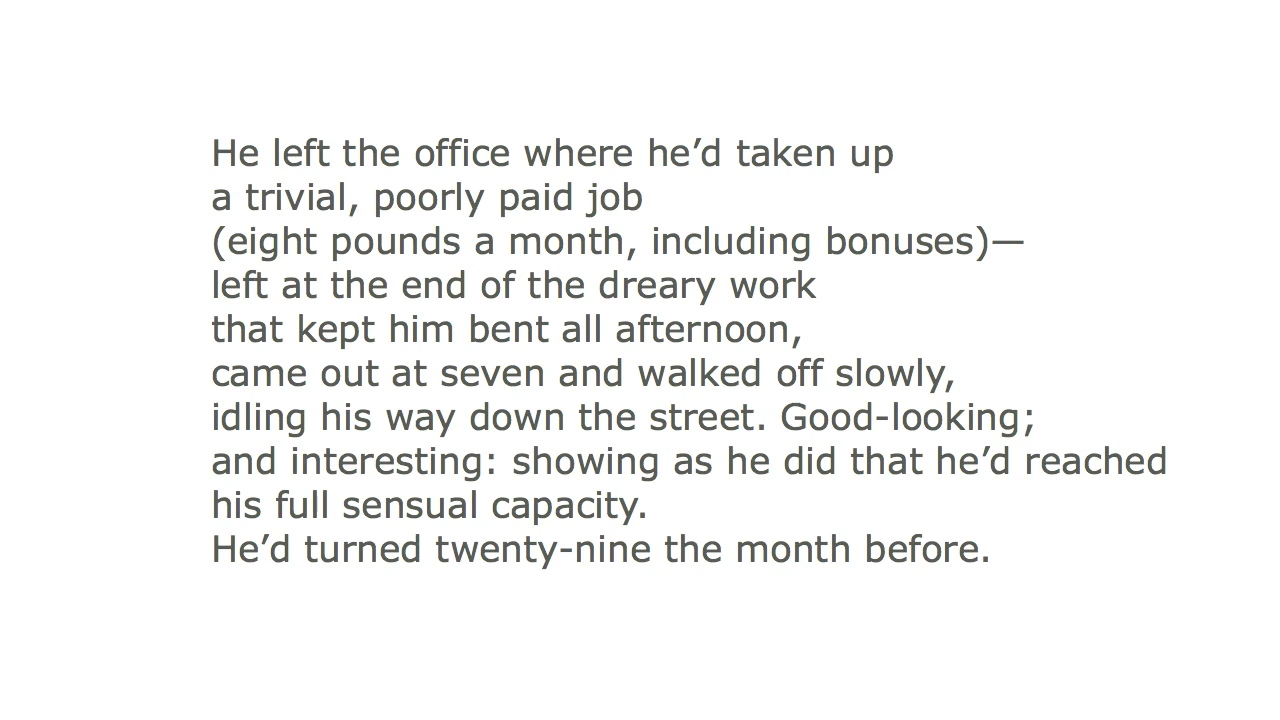 He left the office where he’d taken up
a trivial, poorly paid job
(eight pounds a month, including bonuses)—
left at the end of the dreary work
that kept him bent all afternoon,
came out at seven and walked off slowly,
idling his way down the street. Good-looking;
and interesting: showing as he did that he’d reached
his full sensual capacity.
He’d turned twenty-nine the month before.